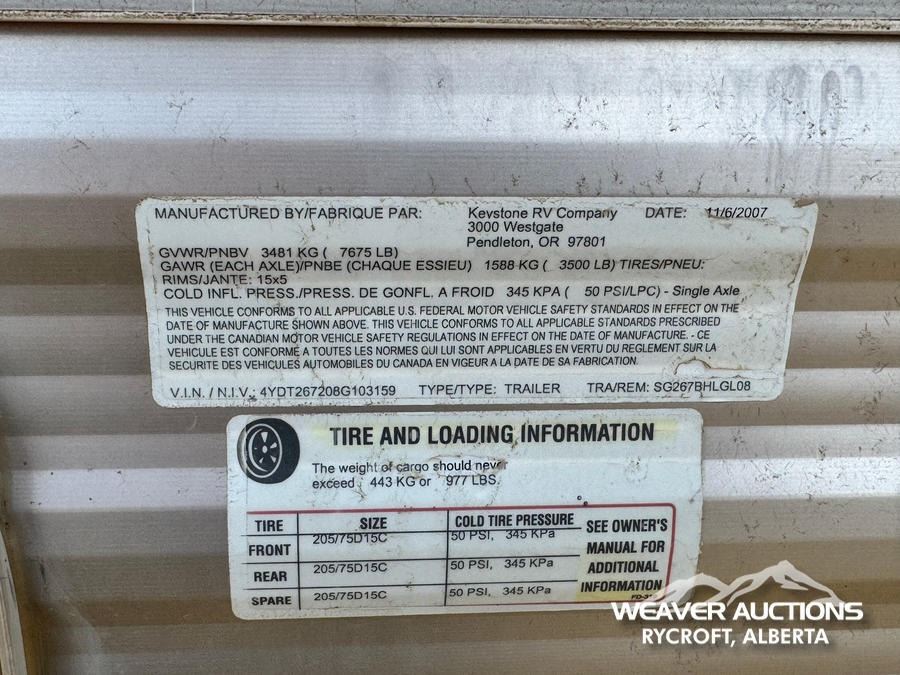 MANUFACTURED BY/FABRIQUE PAR: Keystone RV Company DATE: 11/6/2007
3000 Westgate
Pendleton, OR 97801
GVWR/PNBV 3481 KG ( 7675 LB)
GAWR (EACH AXLE)/PNBE (CHAQUE ESSIEU) 1588 KG ( 3500 LB) TIRES/PNEU:
RIMS/JANTE: 15x5
COLD INFL. PRESS./PRESS. DE GONFL. A FROID 345 KPA ( 50 PSI/LPC) - Single Axle
THIS VEHICLE CONFORMS TO ALL APPLICABLE U.S. FEDERAL MOTOR VEHICLE SAFETY STANDARDS IN EFFECT ON THE
DATE OF MANUFACTURE SHOWN ABOVE. THIS VEHICLE CONFORMS TO ALL APPLICABLE STANDARDS PRESCRIBED
UNDER THE CANADIAN MOTOR VEHICLE SAFETY REGULATIONS IN EFFECT ON THE DATE OF MANUFACTURE. - CE
VEHICULE EST CONFORME A TOUTES LES NORMES QUI LUI SONT APPLICABLES EN VERTU DU REGLEMENT SUR LA
SECURITE DES VEHICULES AUTOMOBILES DU CANADA EN VIGEUR A LA DATE DE SA FABRICATION.
V.I.N. / N.I.V.: 4YDT267208G103159 TYPE/TYPE: TRAILER TRA/REM: SG267BHLGL08
TIRE AND LOADING INFORMATION
The weight of cargo should never
exceed 443 KG or 977 LBS.
TIRE SIZE COLD TIRE PRESSURE
FRONT 205/75D15C 50 PSI, 345 KPa
REAR 205/75D15C 50 PSI, 345 KPa
SPARE 205/75D15C 50 PSI, 345 KPa
SEE OWNER'S
MANUAL FOR
ADDITIONAL
INFORMATION
WEAVER AUCTIONS
RYCROFT, ALBERTA